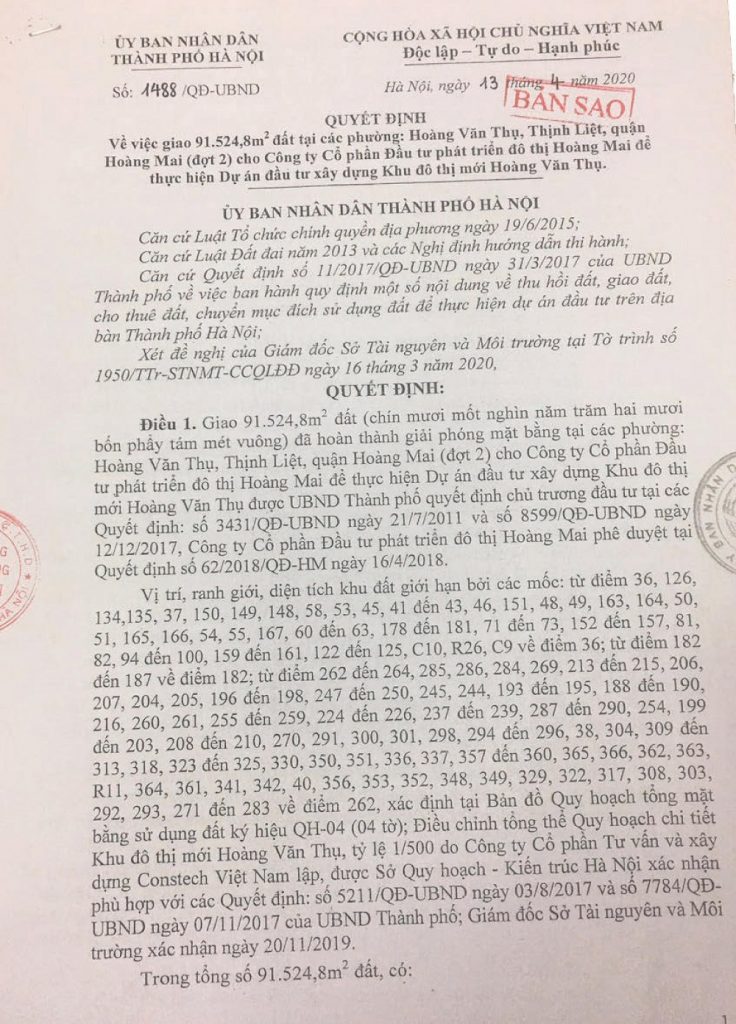 ỦY BAN NHÂN DÂN
THÀNH PHỐ HÀ NỘI
CỘNG HÒA XÃ HỘI CHỦ NGHĨA VIỆT NAM
Độc lập – Tự do – Hạnh phúc
Số: 1488 /QĐ-UBND
Hà Nội, ngày 13 tháng 4 năm 2020
BẢN SAO
QUYẾT ĐỊNH
Về việc giao 91.524,8m² đất tại các phường: Hoàng Văn Thụ, Thịnh Liệt, quận
Hoàng Mai (đợt 2) cho Công ty Cổ phần Đầu tư phát triển đô thị Hoàng Mai để
thực hiện Dự án đầu tư xây dựng Khu đô thị mới Hoàng Văn Thụ.
ỦY BAN NHÂN DÂN THÀNH PHỐ HÀ NỘI
Căn cứ Luật Tổ chức chính quyền địa phương ngày 19/6/2015;
Căn cứ Luật Đất đai năm 2013 và các Nghị định hướng dẫn thi hành;
Căn cứ Quyết định số 11/2017/QĐ-UBND ngày 31/3/2017 của UBND
Thành phố về việc ban hành quy định một số nội dung về thu hồi đất, giao đất,
cho thuê đất, chuyển mục đích sử dụng đất để thực hiện dự án đầu tư trên địa
bàn Thành phố Hà Nội;
Xét đề nghị của Giám đốc Sở Tài nguyên và Môi trường tại Tờ trình số
1950/TTr-STNMT-CCQLĐĐ ngày 16 tháng 3 năm 2020,
QUYẾT ĐỊNH:
Điều 1. Giao 91.524,8m² đất (chín mươi mốt nghìn năm trăm hai mươi
bốn phẩy tám mét vuông) đã hoàn thành giải phóng mặt bằng tại các phường:
Hoàng Văn Thụ, Thịnh Liệt, quận Hoàng Mai (đợt 2) cho Công ty Cổ phần Đầu
tư phát triển đô thị Hoàng Mai để thực hiện Dự án đầu tư xây dựng Khu đô thị
mới Hoàng Văn Thụ được UBND Thành phố quyết định chủ trương đầu tư tại các
Quyết định: số 3431/QĐ-UBND ngày 21/7/2011 và số 8599/QĐ-UBND ngày
12/12/2017, Công ty Cổ phần Đầu tư phát triển đô thị Hoàng Mai phê duyệt tại
Quyết định số 62/2018/QĐ-HM ngày 16/4/2018.
Vị trí, ranh giới, diện tích khu đất giới hạn bởi các mốc: từ điểm 36, 126,
134,135, 37, 150, 149, 148, 58, 53, 45, 41 đến 43, 46, 151, 48, 49, 163, 164, 50,
51, 165, 166, 54, 55, 167, 60 đến 63, 178 đến 181, 71 đến 73, 152 đến 157, 81,
82, 94 đến 100, 159 đến 161, 122 đến 125, C10, R26, C9 về điểm 36; từ điểm 182
đến 187 về điểm 182; từ điểm 262 đến 264, 285, 286, 284, 269, 213 đến 215, 206,
207, 204, 205, 196 đến 198, 247 đến 250, 245, 244, 193 đến 195, 188 đến 190,
216, 260, 261, 255 đến 259, 224 đến 226, 237 đến 239, 287 đến 290, 254, 199
đến 203, 208 đến 210, 270, 291, 300, 301, 298, 294 đến 296, 38, 304, 309 đến
313, 318, 323 đến 325, 330, 350, 351, 336, 337, 357 đến 360, 365, 366, 362, 363,
R11, 364, 361, 341, 342, 40, 356, 353, 352, 348, 349, 329, 322, 317, 308, 303,
292, 293, 271 đến 283 về điểm 262, xác định tại Bản đồ Quy hoạch tổng mặt
bằng sử dụng đất ký hiệu QH-04 (04 tờ); Điều chỉnh tổng thể Quy hoạch chi tiết
Khu đô thị mới Hoàng Văn Thụ, tỷ lệ 1/500 do Công ty Cổ phần Tư vấn và xây
dựng Constech Việt Nam lập, được Sở Quy hoạch - Kiến trúc Hà Nội xác nhận
phù hợp với các Quyết định: số 5211/QĐ-UBND ngày 03/8/2017 và số 7784/QĐ-
UBND ngày 07/11/2017 của UBND Thành phố; Giám đốc Sở Tài nguyên và Môi
trường xác nhận ngày 20/11/2019.
Trong tổng số 91.524,8m² đất, có:
1